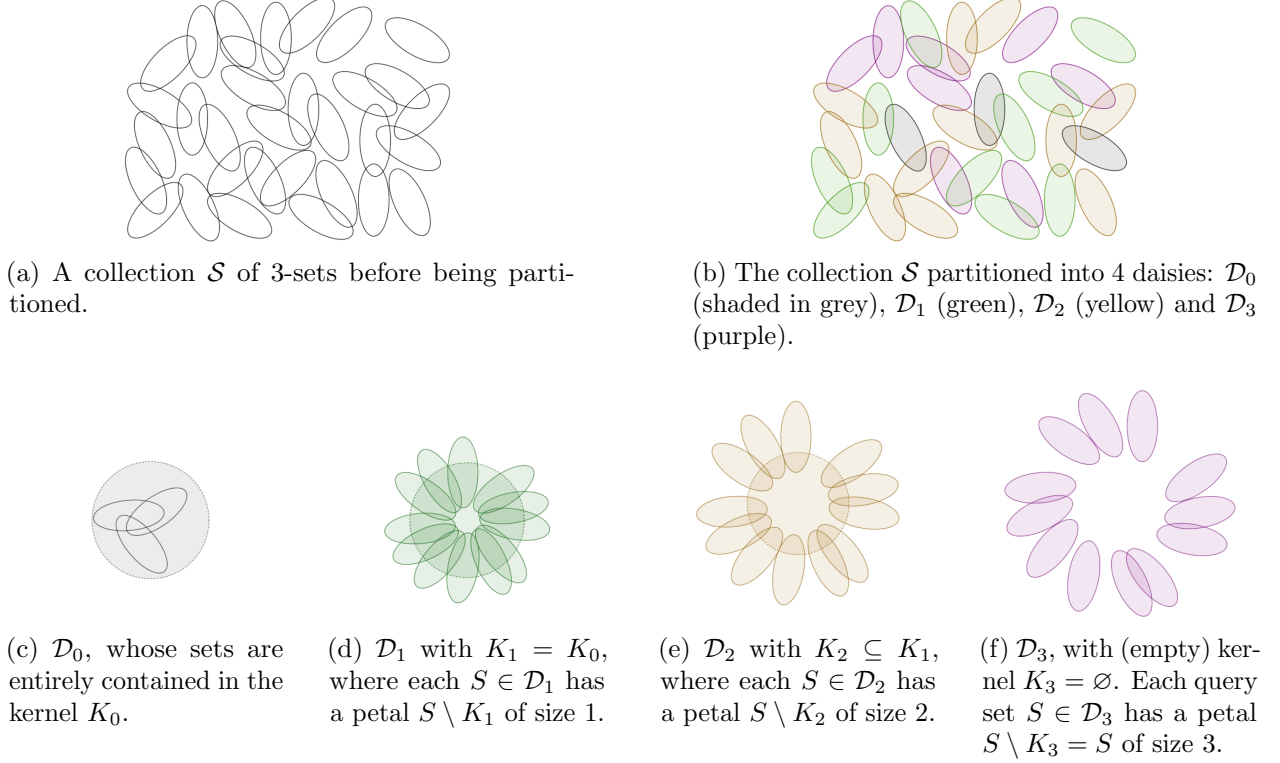 (a) A collection 𝒮 of 3-sets before being parti-
tioned.
(b) The collection 𝒮 partitioned into 4 daisies: 𝒟₀
(shaded in grey), 𝒟₁ (green), 𝒟₂ (yellow) and 𝒟₃
(purple).
(c) 𝒟₀, whose sets are
entirely contained in the
kernel K₀.
(d) 𝒟₁ with K₁ = K₀,
where each S ∈ 𝒟₁ has
a petal S \ K₁ of size 1.
(e) 𝒟₂ with K₂ ⊆ K₁,
where each S ∈ 𝒟₂ has
a petal S \ K₂ of size 2.
(f) 𝒟₃, with (empty) ker-
nel K₃ = ∅. Each query
set S ∈ 𝒟₃ has a petal
S \ K₃ = S of size 3.